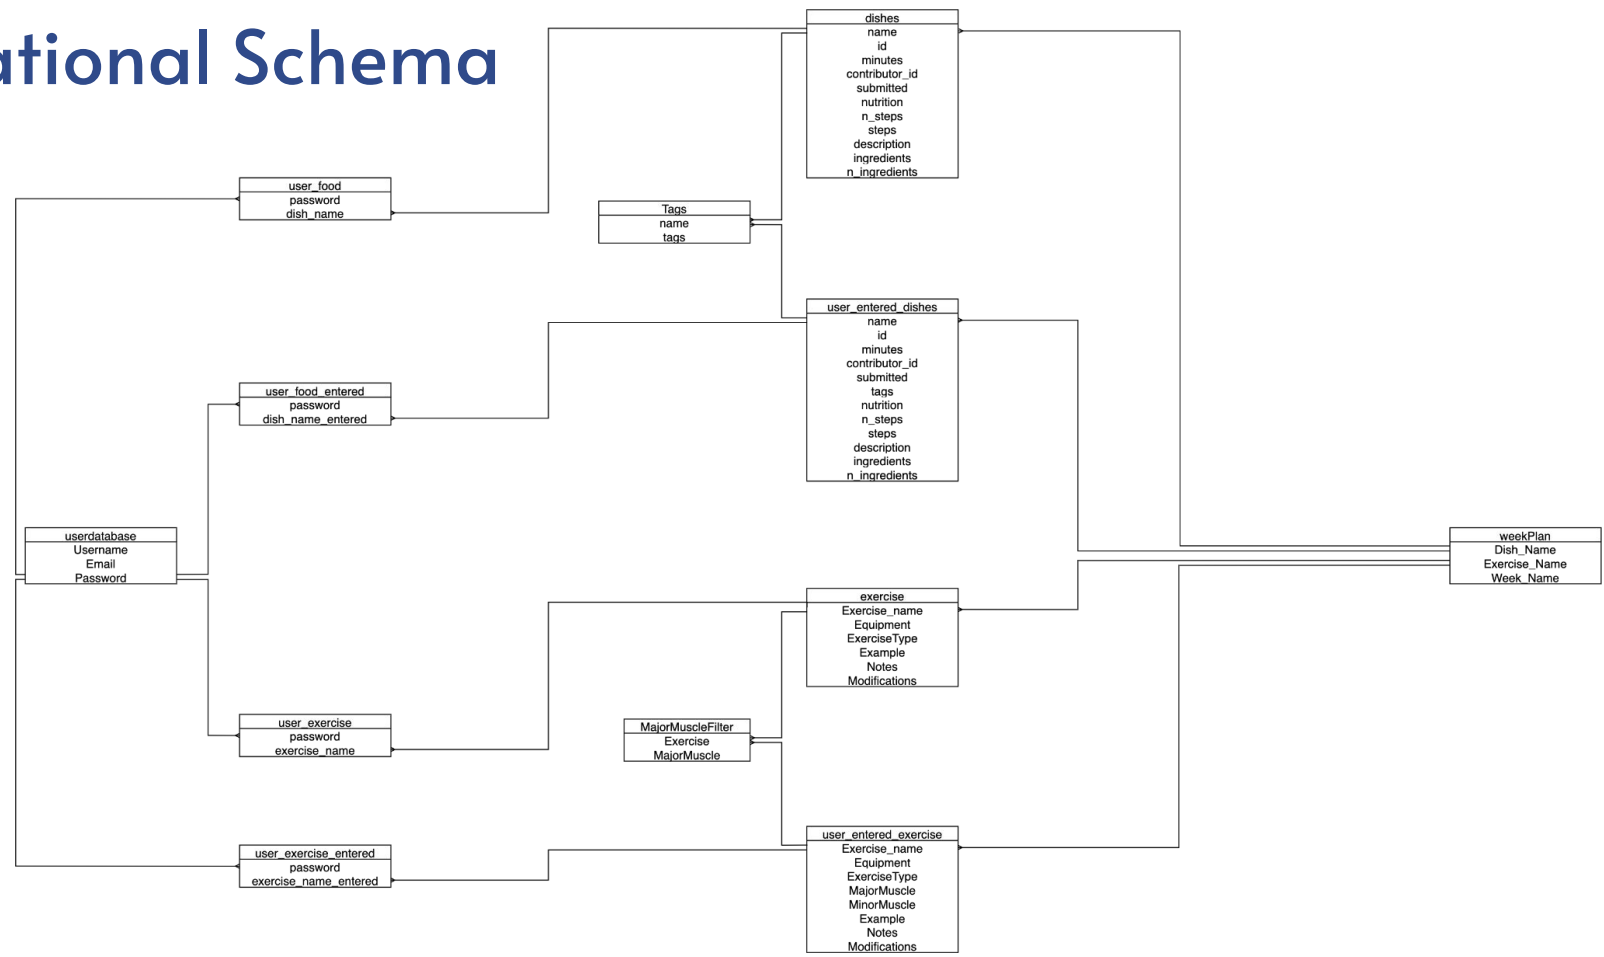 ational Schema
dishes
name
id
minutes
contributor_id
submitted
nutrition
n_steps
steps
description
ingredients
n_ingredients
user_food
password
dish_name
Tags
name
tags
user_entered_dishes
name
id
minutes
contributor_id
submitted
tags
nutrition
n_steps
steps
description
ingredients
n_ingredients
user_food_entered
password
dish_name_entered
userdatabase
Username
Email
Password
weekPlan
Dish_Name
Exercise_Name
Week_Name
exercise
Exercise_name
Equipment
ExerciseType
Example
Notes
Modifications
user_exercise
password
exercise_name
MajorMuscleFilter
Exercise
MajorMuscle
user_entered_exercise
Exercise_name
Equipment
ExerciseType
MajorMuscle
MinorMuscle
Example
Notes
Modifications
user_exercise_entered
password
exercise_name_entered